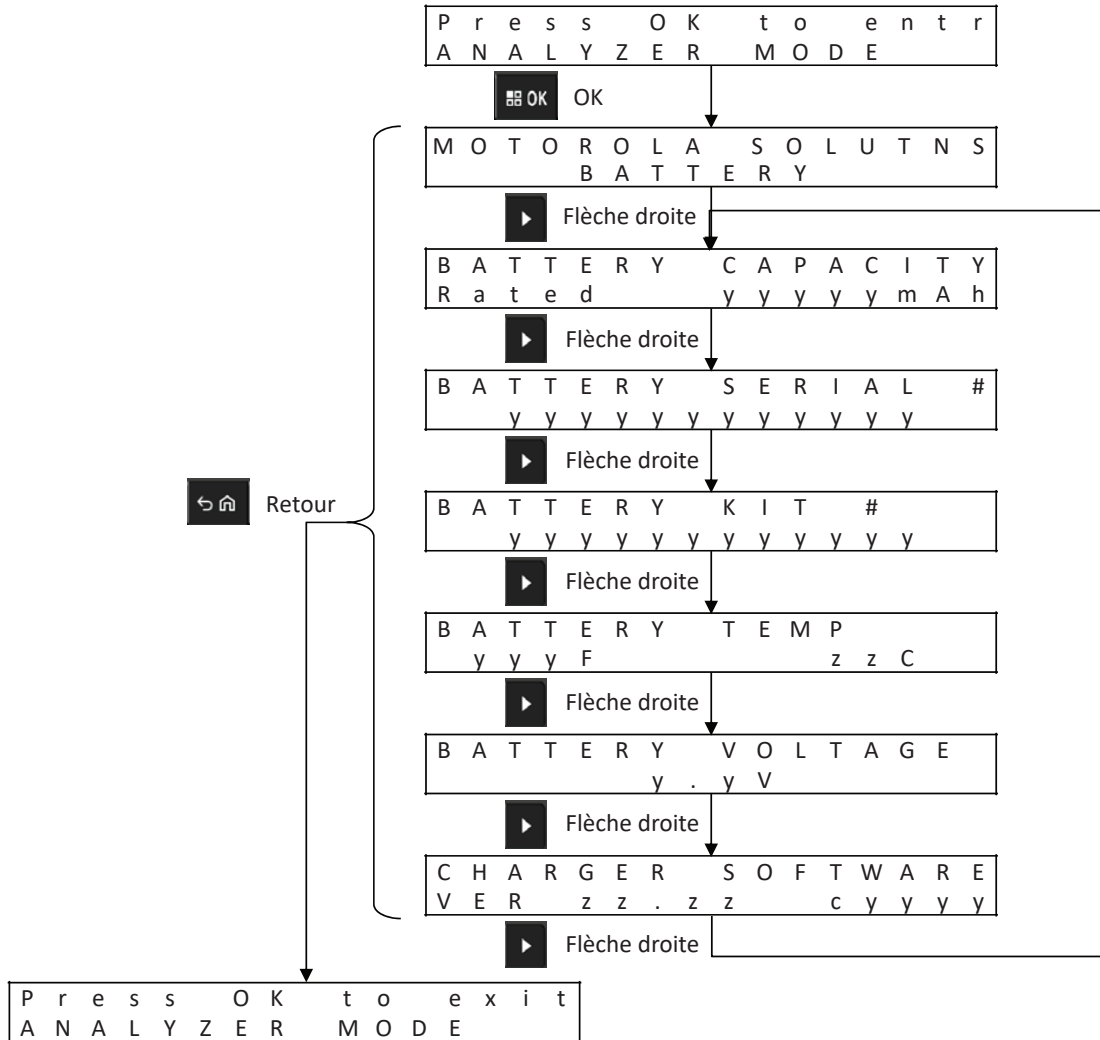 Press OK to entr
ANALYZER MODE
OK OK
MOTOROLA SOLUTNS
BATTERY
Flèche droite
BATTERY CAPACITY
Rated yyyyymAh
Flèche droite
BATTERY SERIAL #
yyyyyyyyyyyy
Flèche droite
Retour
BATTERY KIT #
yyyyyyyyyyyy
Flèche droite
BATTERY TEMP
yyyF zzC
Flèche droite
BATTERY VOLTAGE
y.yV
Flèche droite
CHARGER SOFTWARE
VER zz.zz cyyyy
Flèche droite
Press OK to exit
ANALYZER MODE